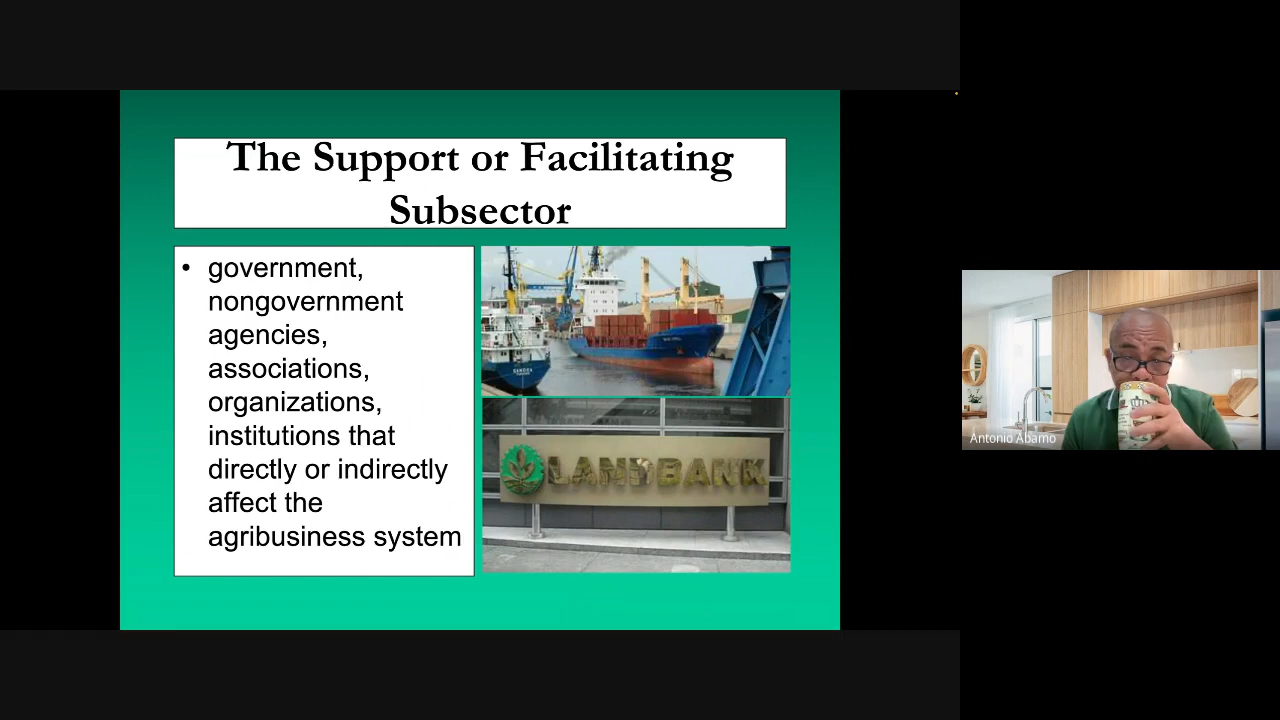 The Support or Facilitating
Subsector
• government,
nongovernment
agencies,
associations,
organizations,
institutions that
directly or indirectly
affect the
agribusiness system
LANDBANK
Antonio Abamo